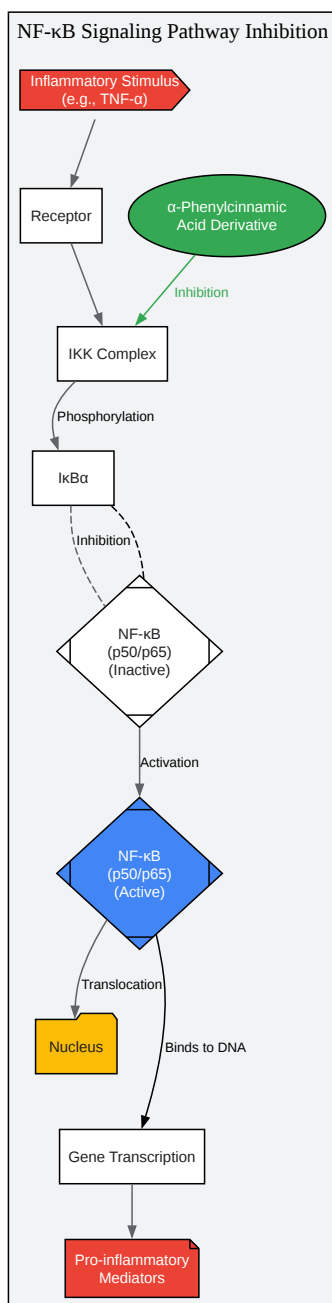 NF-κB Signaling Pathway Inhibition
Inflammatory Stimulus
(e.g., TNF-α)
Receptor
α-Phenylcinnamic
Acid Derivative
Inhibition
IKK Complex
Phosphorylation
IκBα
Inhibition
NF-κB
(p50/p65)
(Inactive)
Activation
NF-κB
(p50/p65)
(Active)
Translocation
Nucleus
Binds to DNA
Gene Transcription
Pro-inflammatory
Mediators